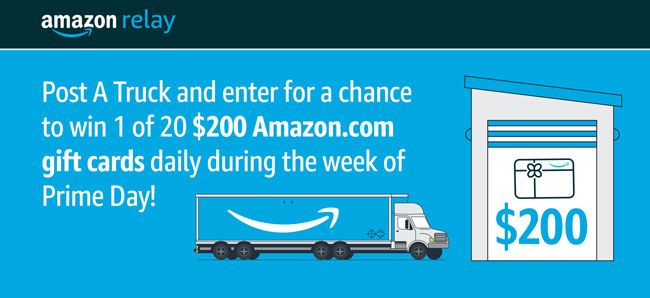 amazon relay
Post A Truck and enter for a chance
to win 1 of 20 $200 Amazon.com
gift cards daily during the week of
Prime Day!
$200